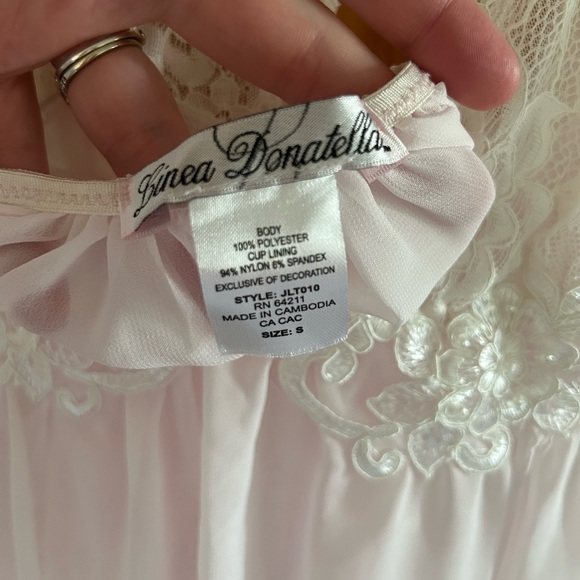 Linea Donatella
BODY
100% POLYESTER
CUP LINING
94% NYLON 6% SPANDEX
EXCLUSIVE OF DECORATION
STYLE: JLT010
RN 64211
MADE IN CAMBODIA
CA CAC
SIZE: S